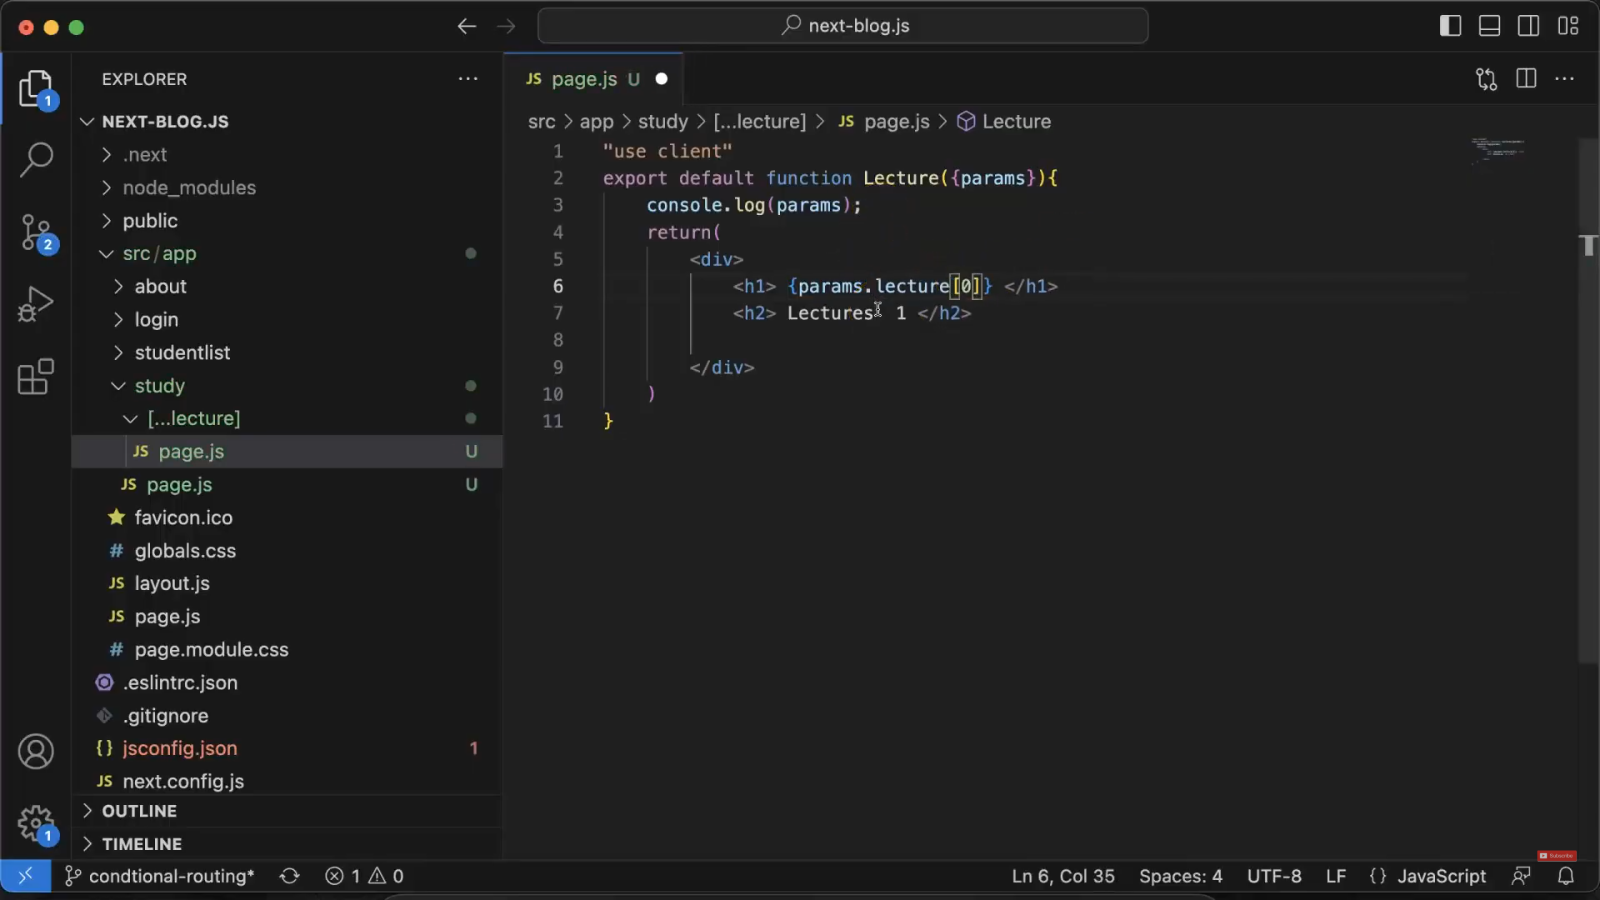 next-blog.js
EXPLORER
JS page.js U
1
src > app > study > [...lecture] > JS page.js > Lecture
NEXT-BLOG.JS
.next
node_modules
public
2
src/app
about
login
studentlist
study
[...lecture]
JS page.js U
JS page.js U
favicon.ico
# globals.css
JS layout.js
JS page.js
# page.module.css
.eslintrc.json
.gitignore
{} jsconfig.json 1
JS next.config.js
OUTLINE
1
TIMELINE
1 "use client"
2 export default function Lecture({params}){
3 console.log(params);
4 return(
5 <div>
6 <h1> {params.lecture[0]} </h1>
7 <h2> Lectures 1 </h2>
8
9 </div>
10 )
11 }
Subscribe
condtional-routing* 1 0 Ln 6, Col 35 Spaces: 4 UTF-8 LF {} JavaScript